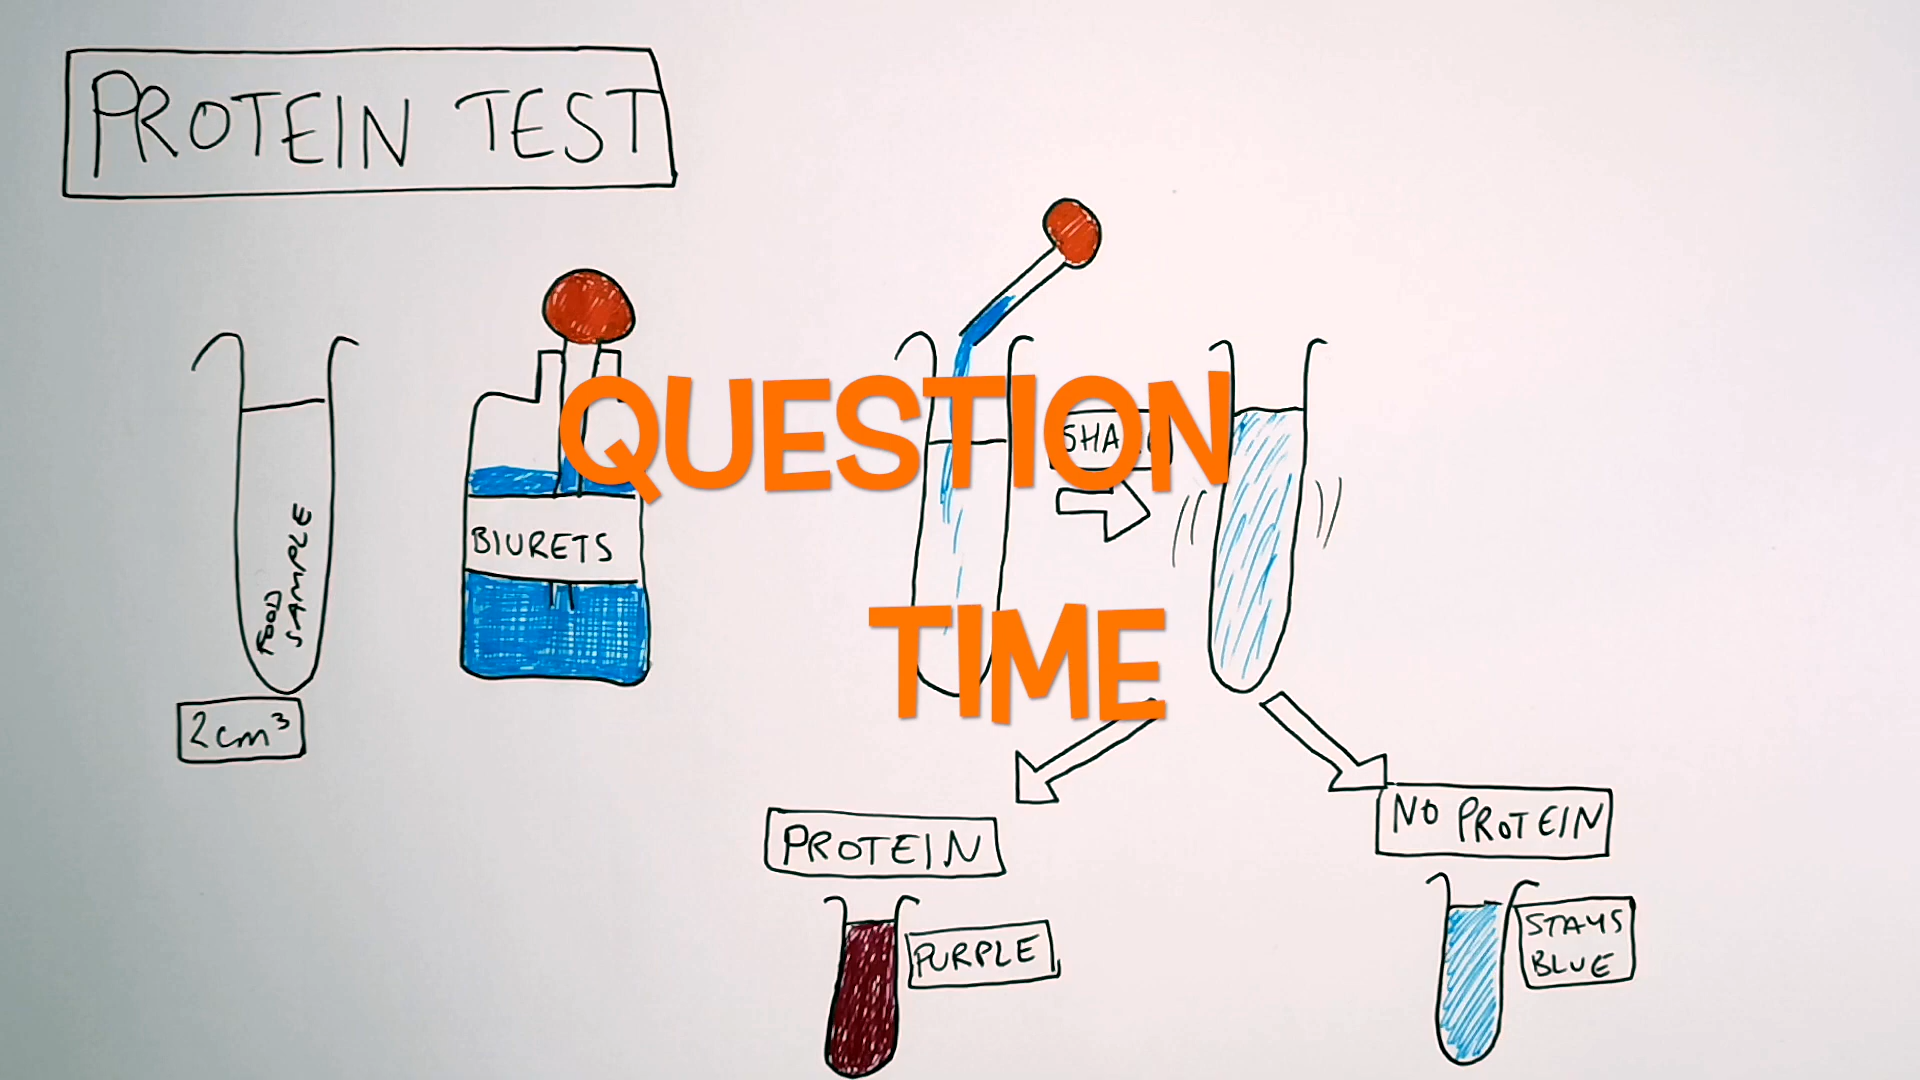 PROTEIN TEST
QUESTION
BIURETS
FOOD
SAMPLE
TIME
2cm³
PROTEIN
NO PROTEIN
PURPLE
STAYS
BLUE